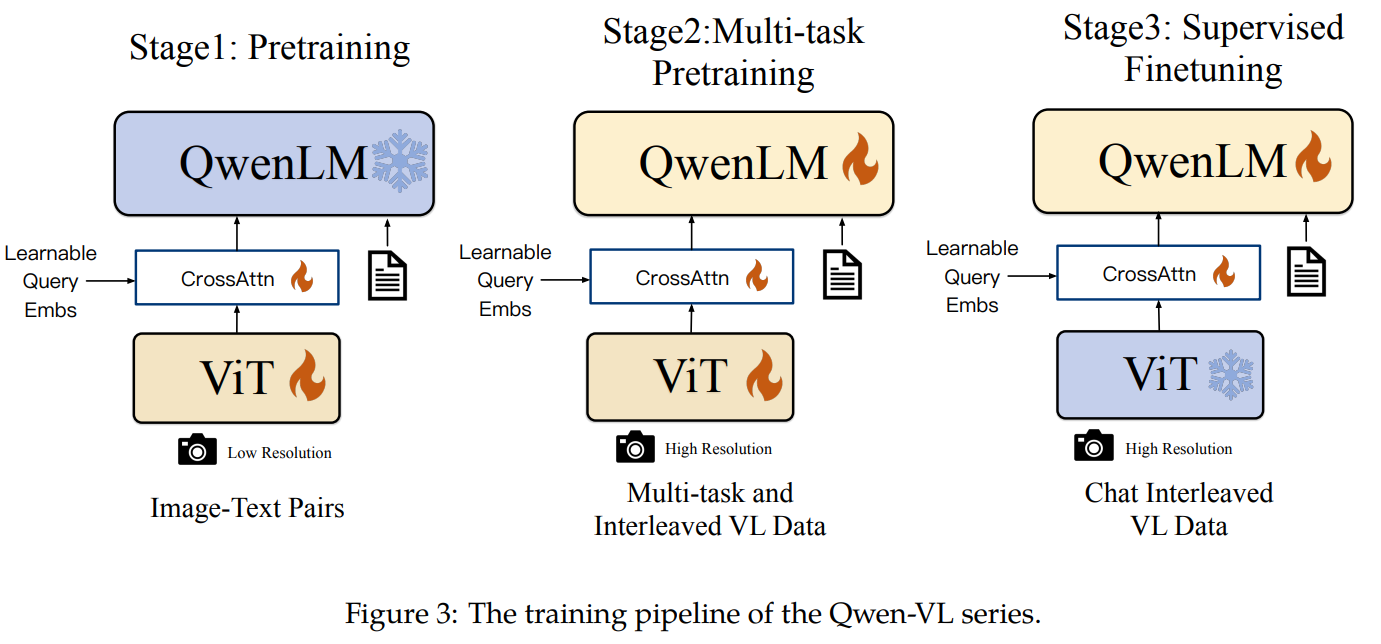 Stage1: Pretraining
QwenLM
Learnable
Query
Embs
CrossAttn
ViT
Low Resolution
Image-Text Pairs
Stage2:Multi-task
Pretraining
QwenLM
Learnable
Query
Embs
CrossAttn
ViT
High Resolution
Multi-task and
Interleaved VL Data
Stage3: Supervised
Finetuning
QwenLM
Learnable
Query
Embs
CrossAttn
ViT
High Resolution
Chat Interleaved
VL Data
Figure 3: The training pipeline of the Qwen-VL series.